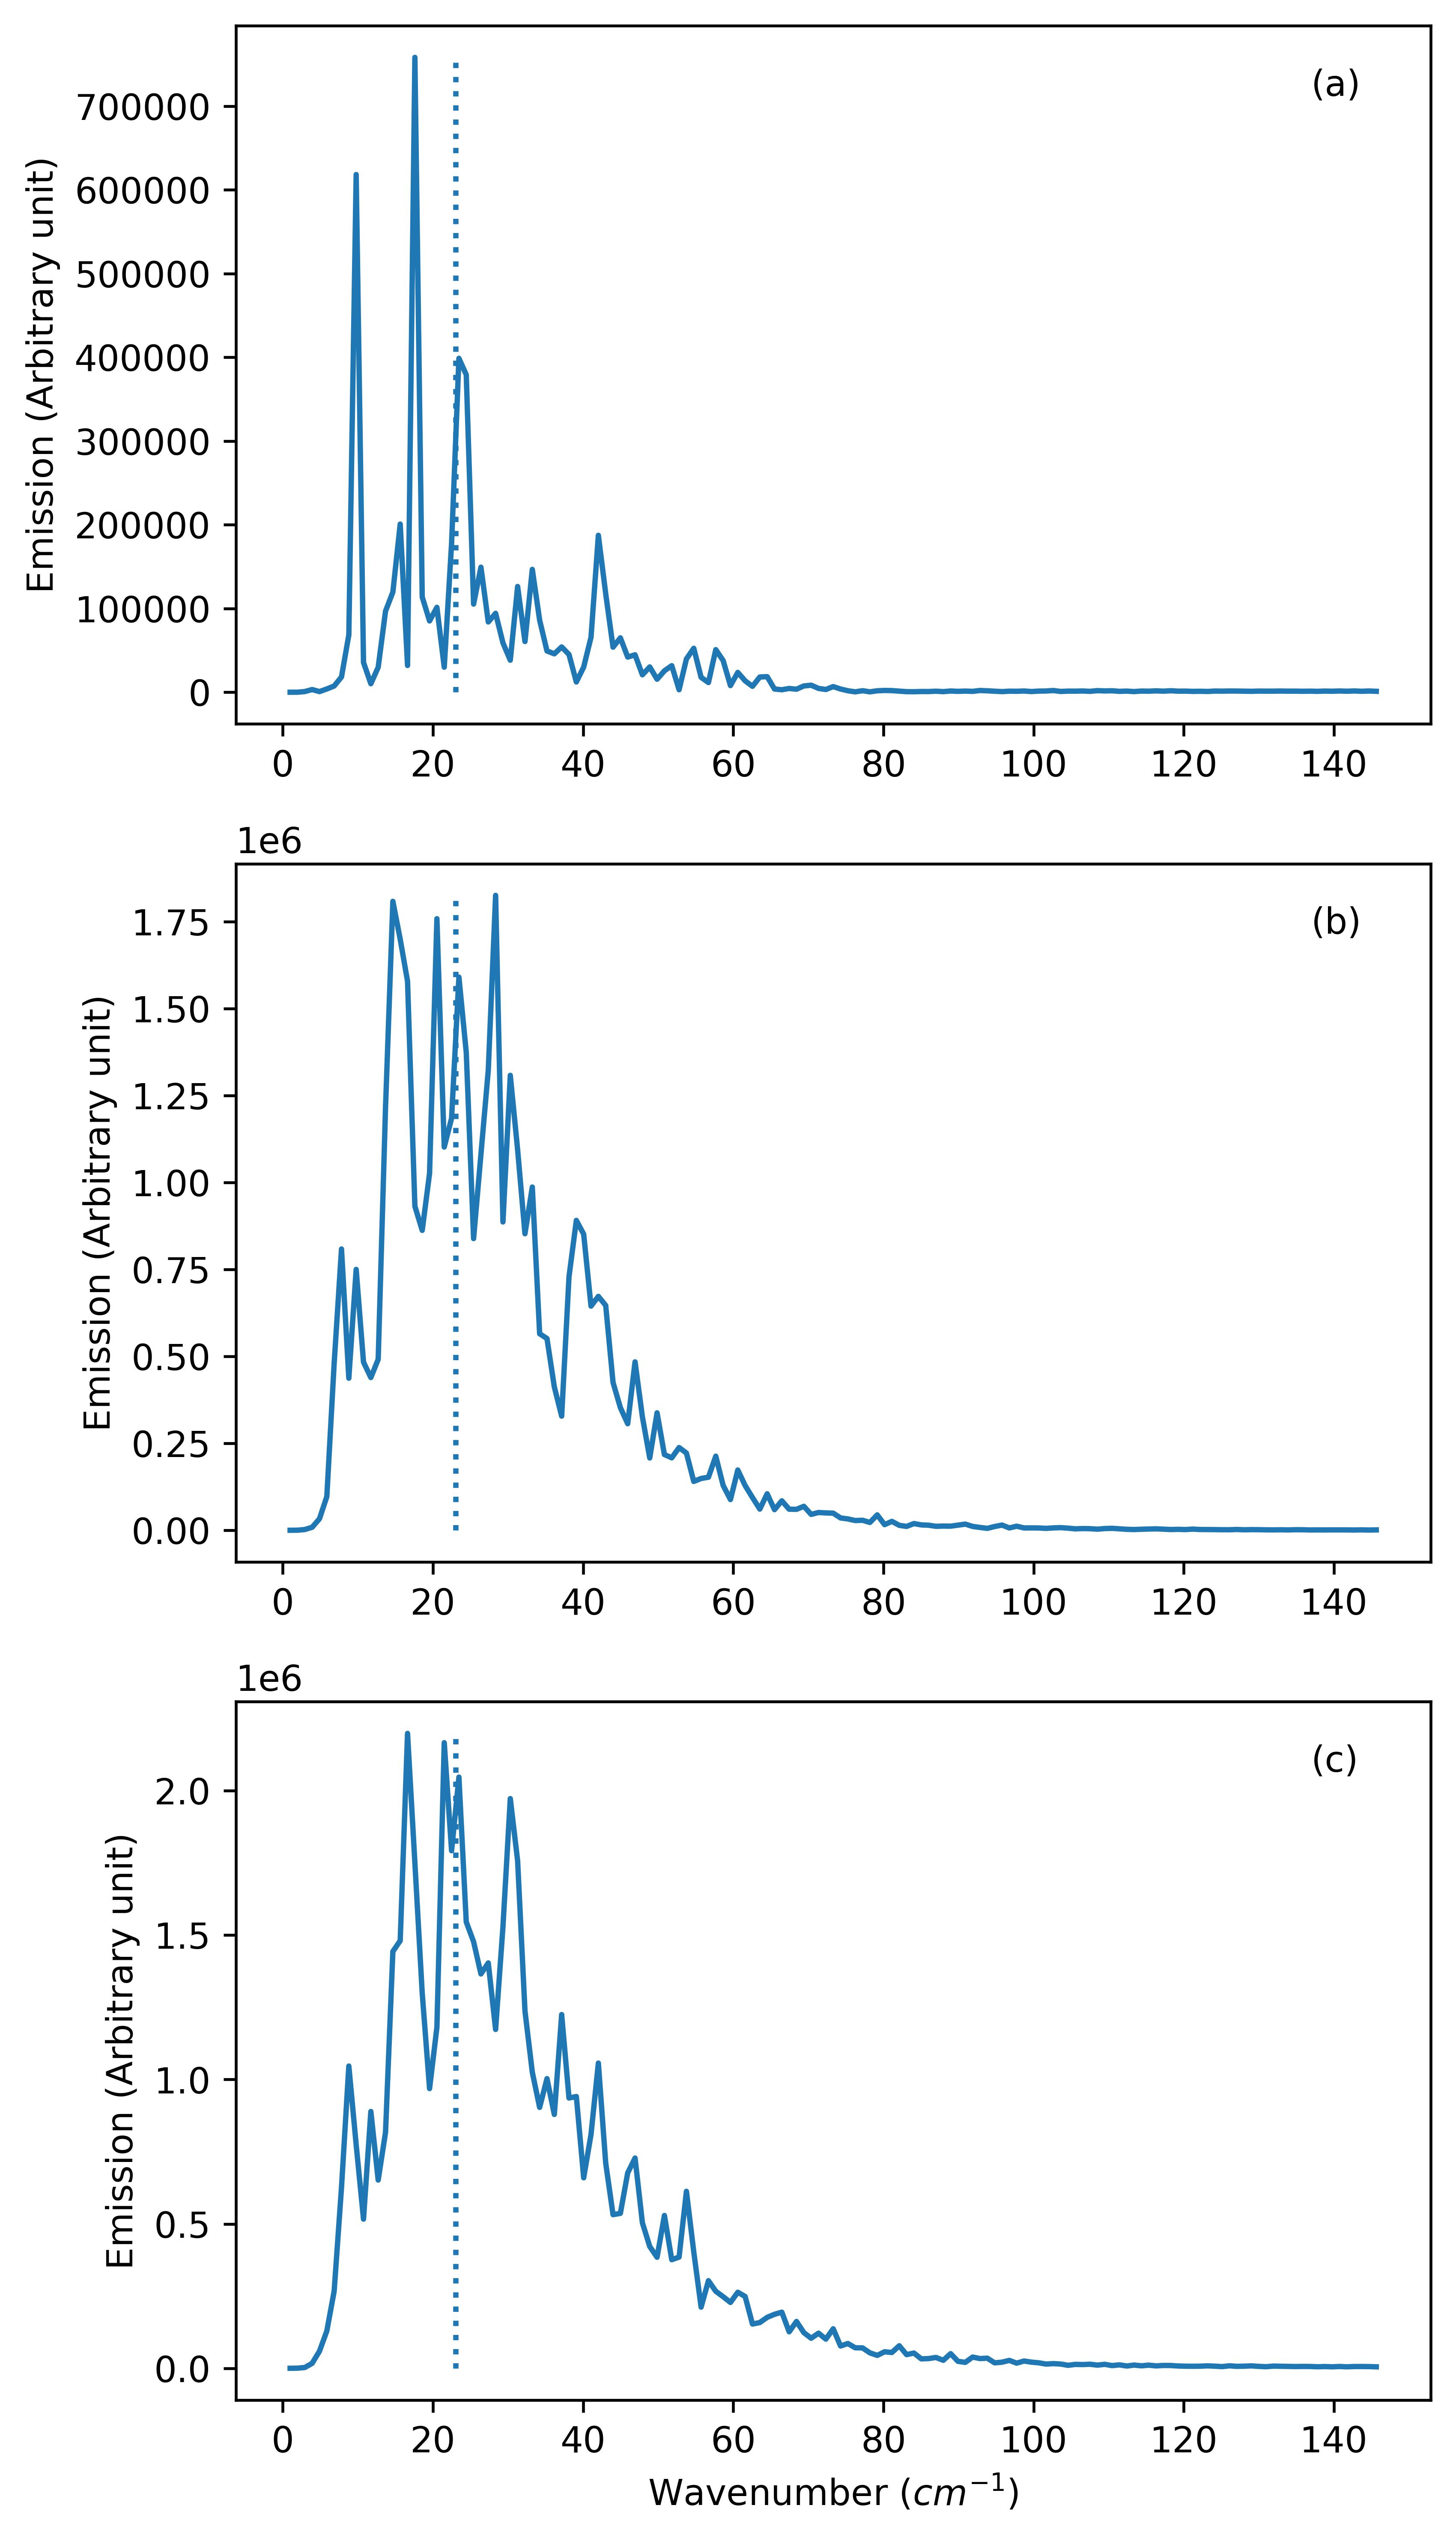 (a)
Emission (Arbitrary unit)
700000
600000
500000
400000
300000
200000
100000
0
0 20 40 60 80 100 120 140
1e6
(b)
Emission (Arbitrary unit)
1.75
1.50
1.25
1.00
0.75
0.50
0.25
0.00
0 20 40 60 80 100 120 140
1e6
(c)
Emission (Arbitrary unit)
2.0
1.5
1.0
0.5
0.0
0 20 40 60 80 100 120 140
Wavenumber (cm⁻¹)